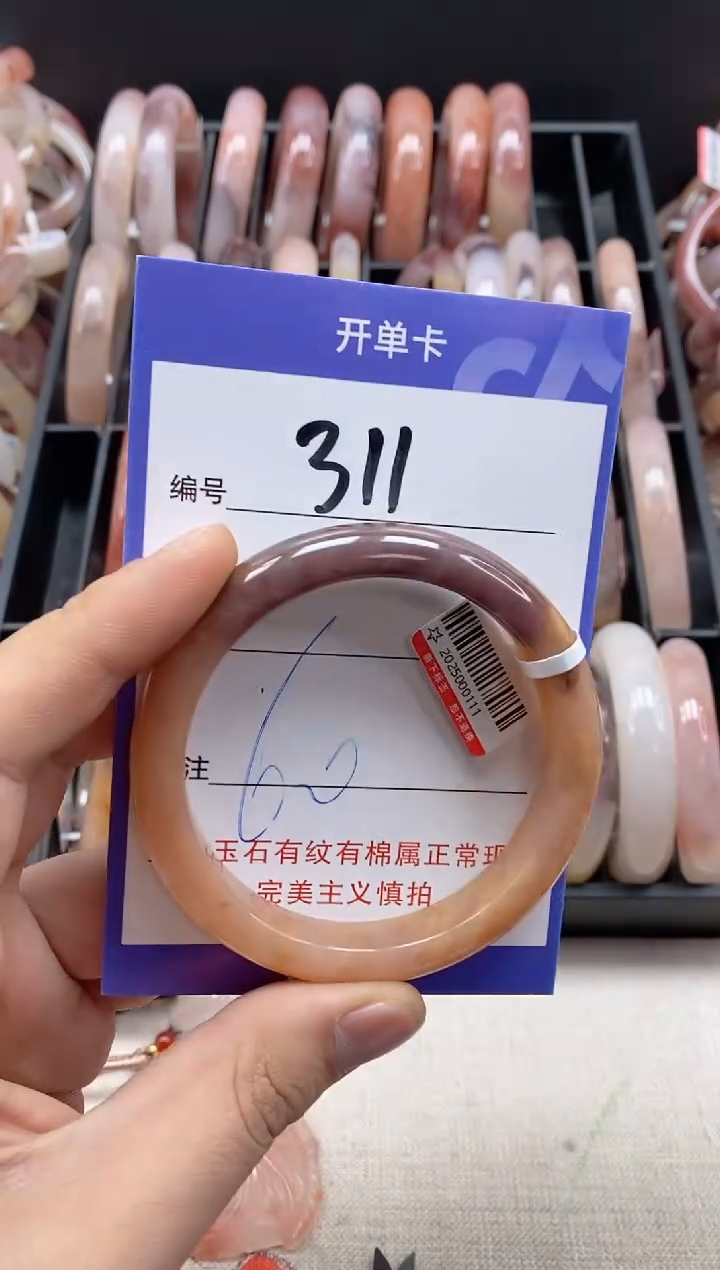 开单卡
编号 311
2025000111
注 60
玉石有纹有棉属正常现
完美主义慎拍